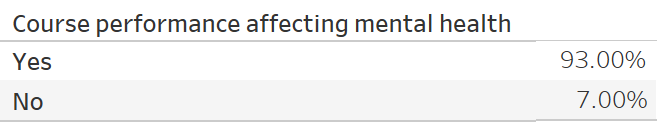 Course performance affecting mental health
Yes 93.00%
No 7.00%